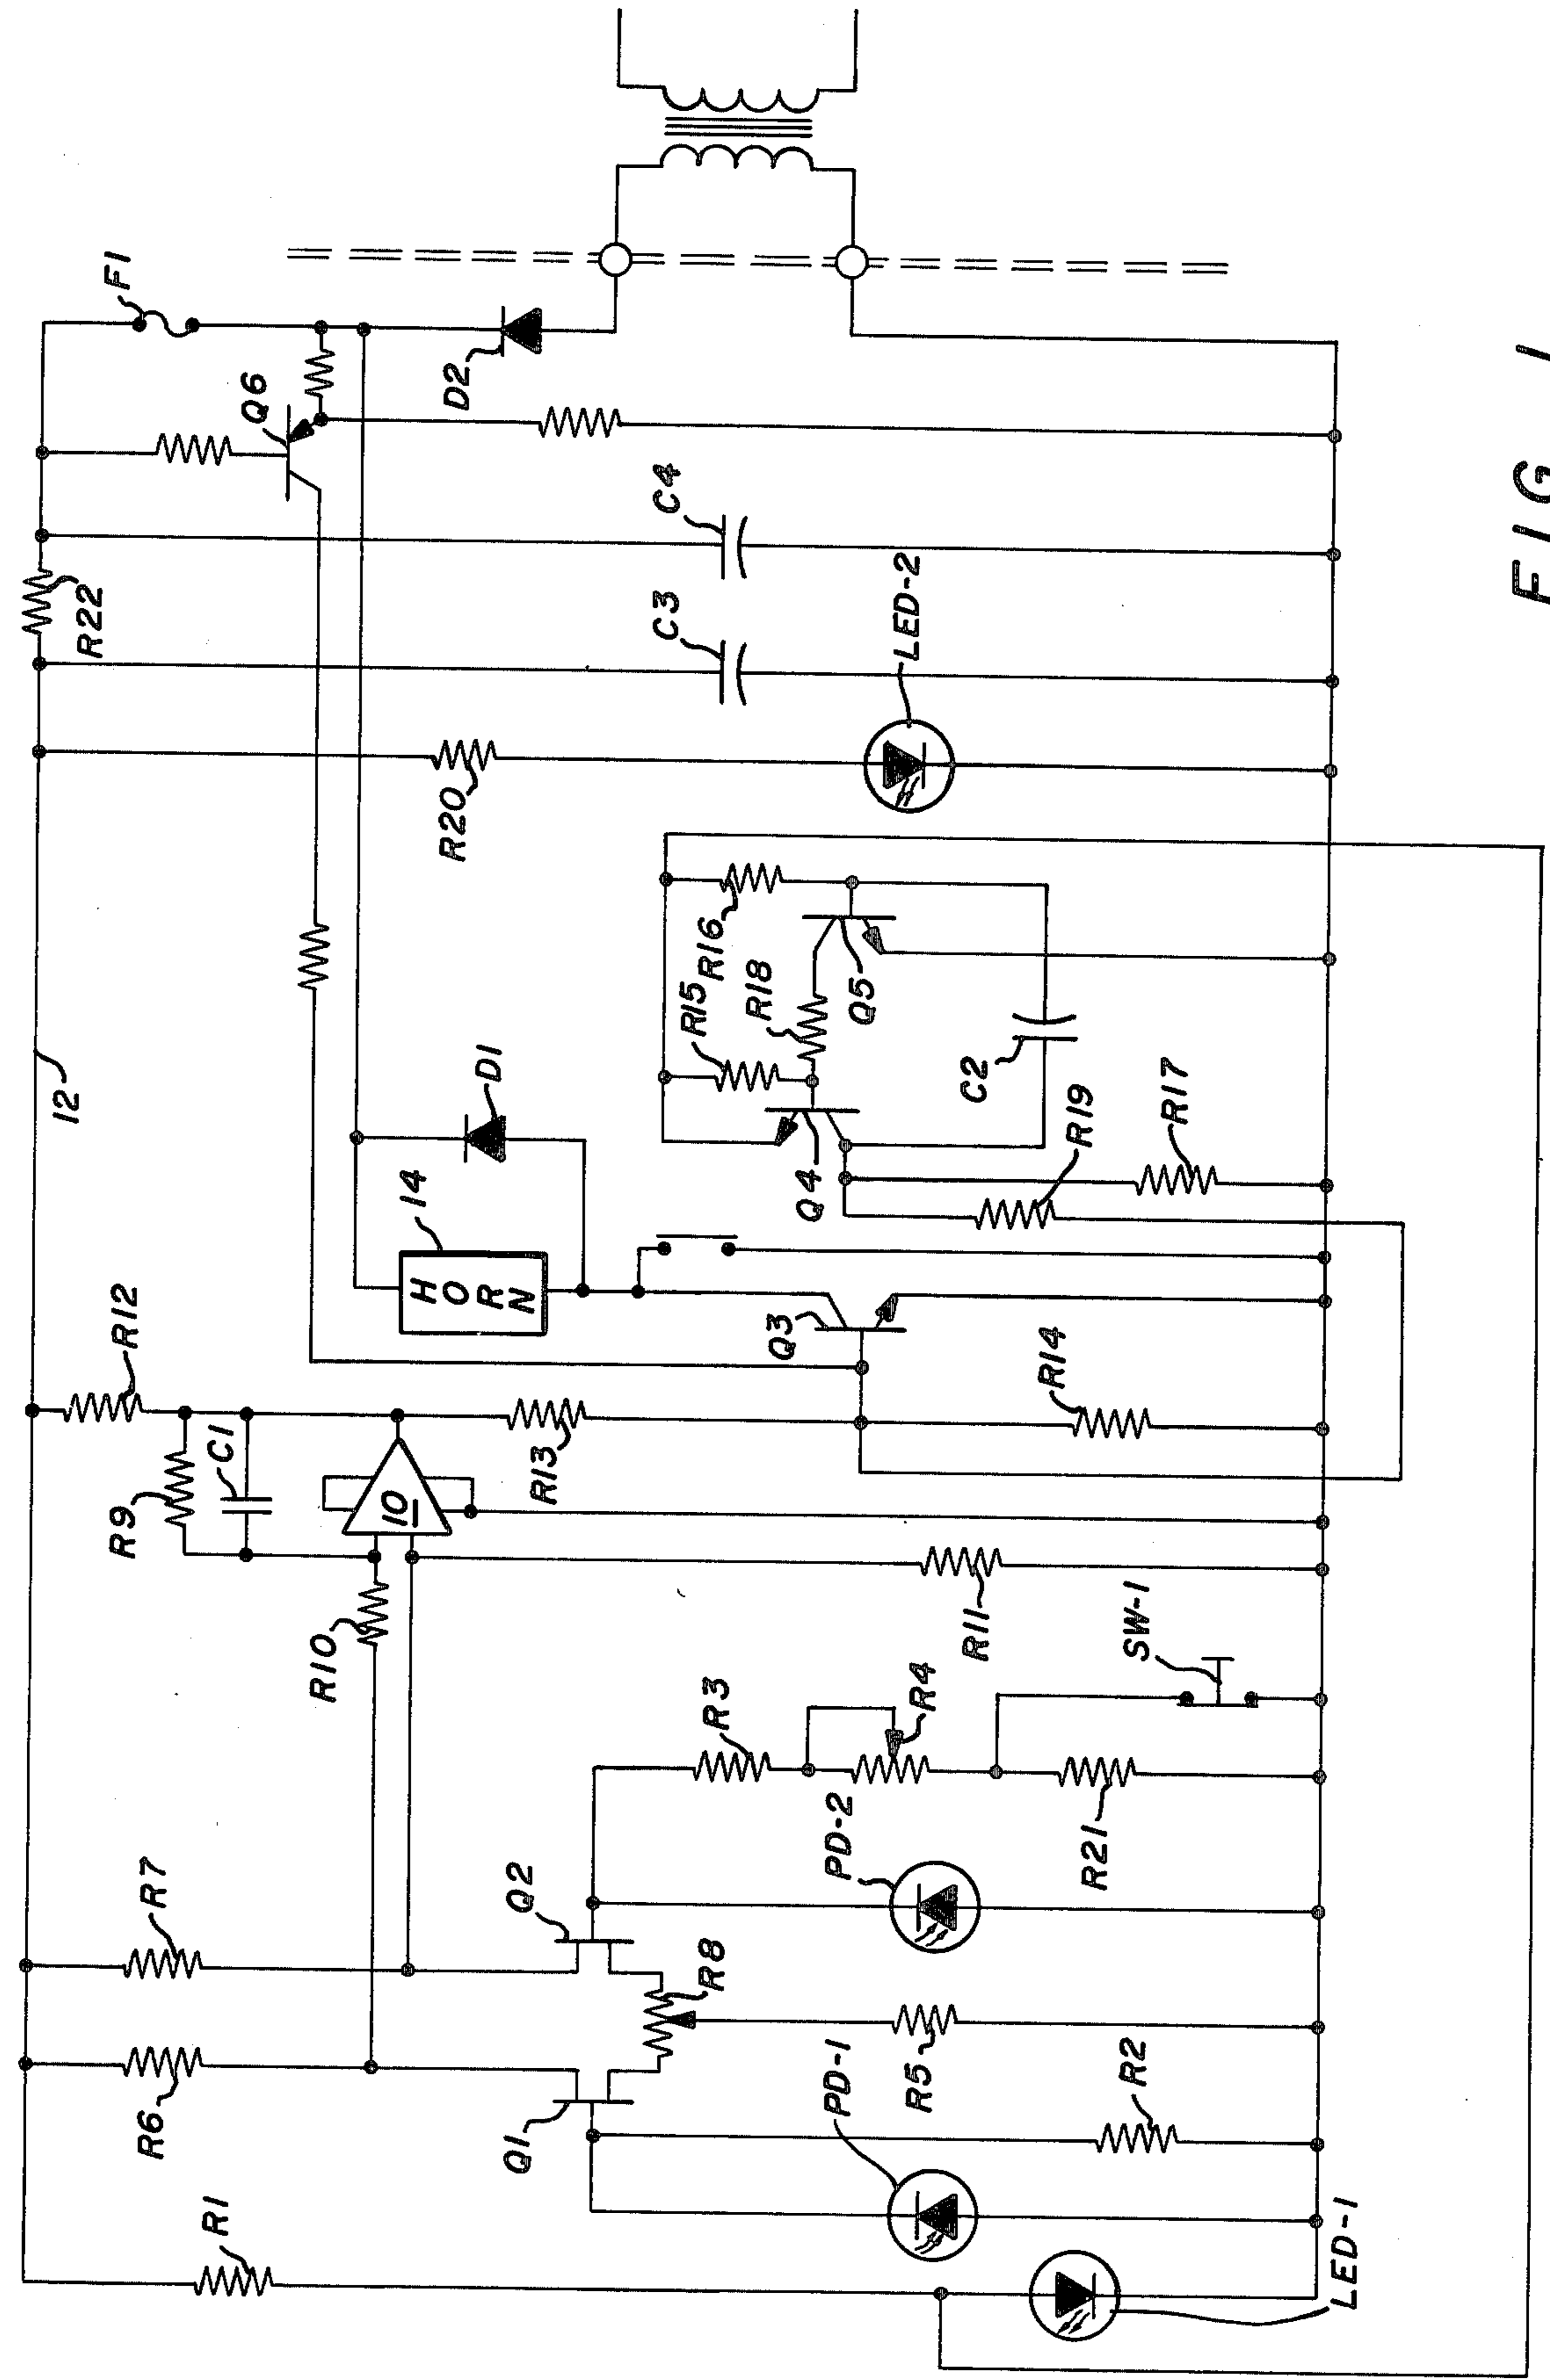 F1
Q6
D2
R22
C4
C3
LED-2
R20
12
R15
R16
R18
Q5
C2
Q4
R19
R17
D1
14
HORN
Q3
R12
R9
C1
10
R13
R14
R10
R11
SW-1
R3
R4
R21
PD-2
R7
Q2
R8
R6
Q1
PD-1
R5
R2
R1
LED-1
FIG 1